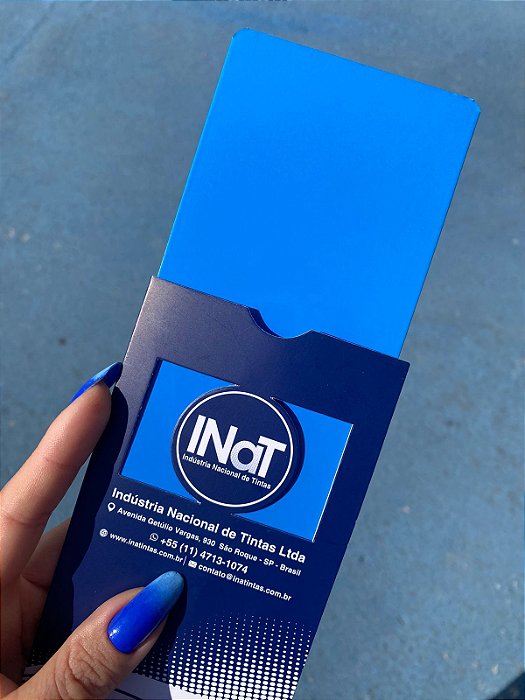 INaT
Indústria Nacional de Tintas
Indústria Nacional de Tintas Ltda
Avenida Getúlio Vargas, 930 São Roque - SP - Brasil
+55 (11) 4713-1074
www.inatintas.com.br | contato@inatintas.com.br